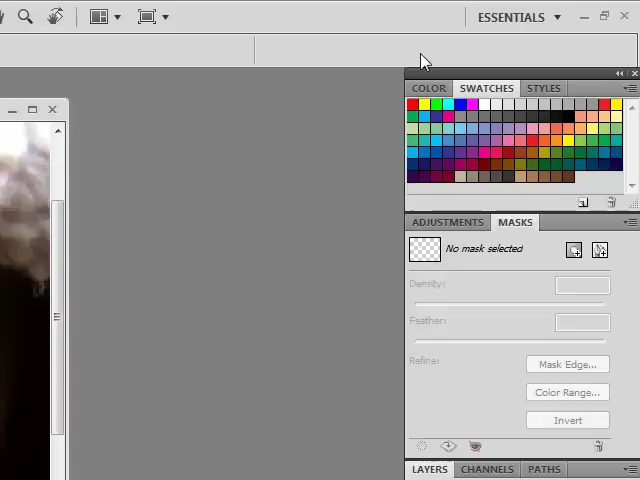 ESSENTIALS
COLOR SWATCHES STYLES
ADJUSTMENTS MASKS
No mask selected
Density:
Feather:
Refine: Mask Edge...
Color Range...
Invert
LAYERS CHANNELS PATHS